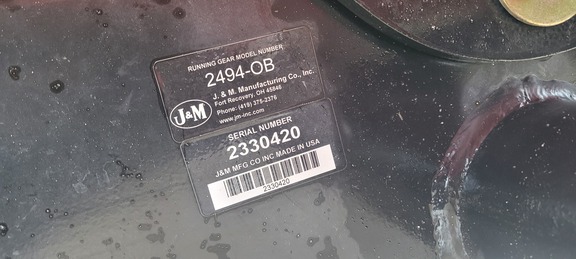 RUNNING GEAR MODEL NUMBER
2494-OB
J. & M. Manufacturing Co., Inc.
Fort Recovery, OH 45846
Phone: (419) 375-2376
www.jm-inc.com
J&M
SERIAL NUMBER
2330420
J&M MFG CO INC MADE IN USA
2330420